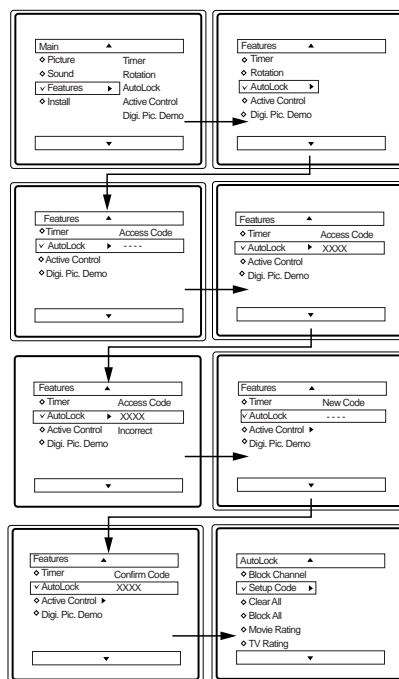 Main
Picture Timer
Sound Rotation
Features AutoLock
Install Active Control
Digi. Pic. Demo
Features
Timer
Rotation
AutoLock
Active Control
Digi. Pic. Demo
Features
Timer Access Code
AutoLock - - - -
Active Control
Digi. Pic. Demo
Features
Timer Access Code
AutoLock XXXX
Active Control
Digi. Pic. Demo
Features
Timer Access Code
AutoLock XXXX
Active Control Incorrect
Digi. Pic. Demo
Features
Timer New Code
AutoLock - - - -
Active Control
Digi. Pic. Demo
Features
Timer Confirm Code
AutoLock XXXX
Active Control
Digi. Pic. Demo
AutoLock
Block Channel
Setup Code
Clear All
Block All
Movie Rating
TV Rating